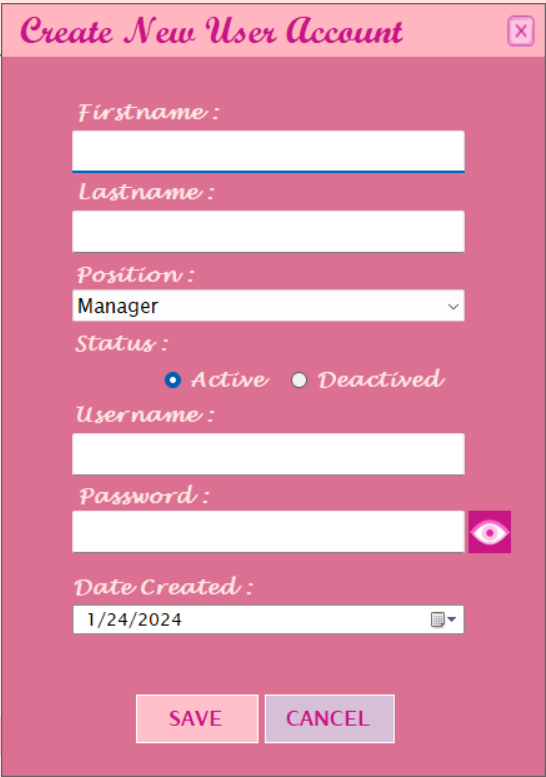 Create New User Account
Firstname :
Lastname :
Position :
Manager
Status :
Active Deactived
Username :
Password :
Date Created :
1/24/2024
SAVE CANCEL